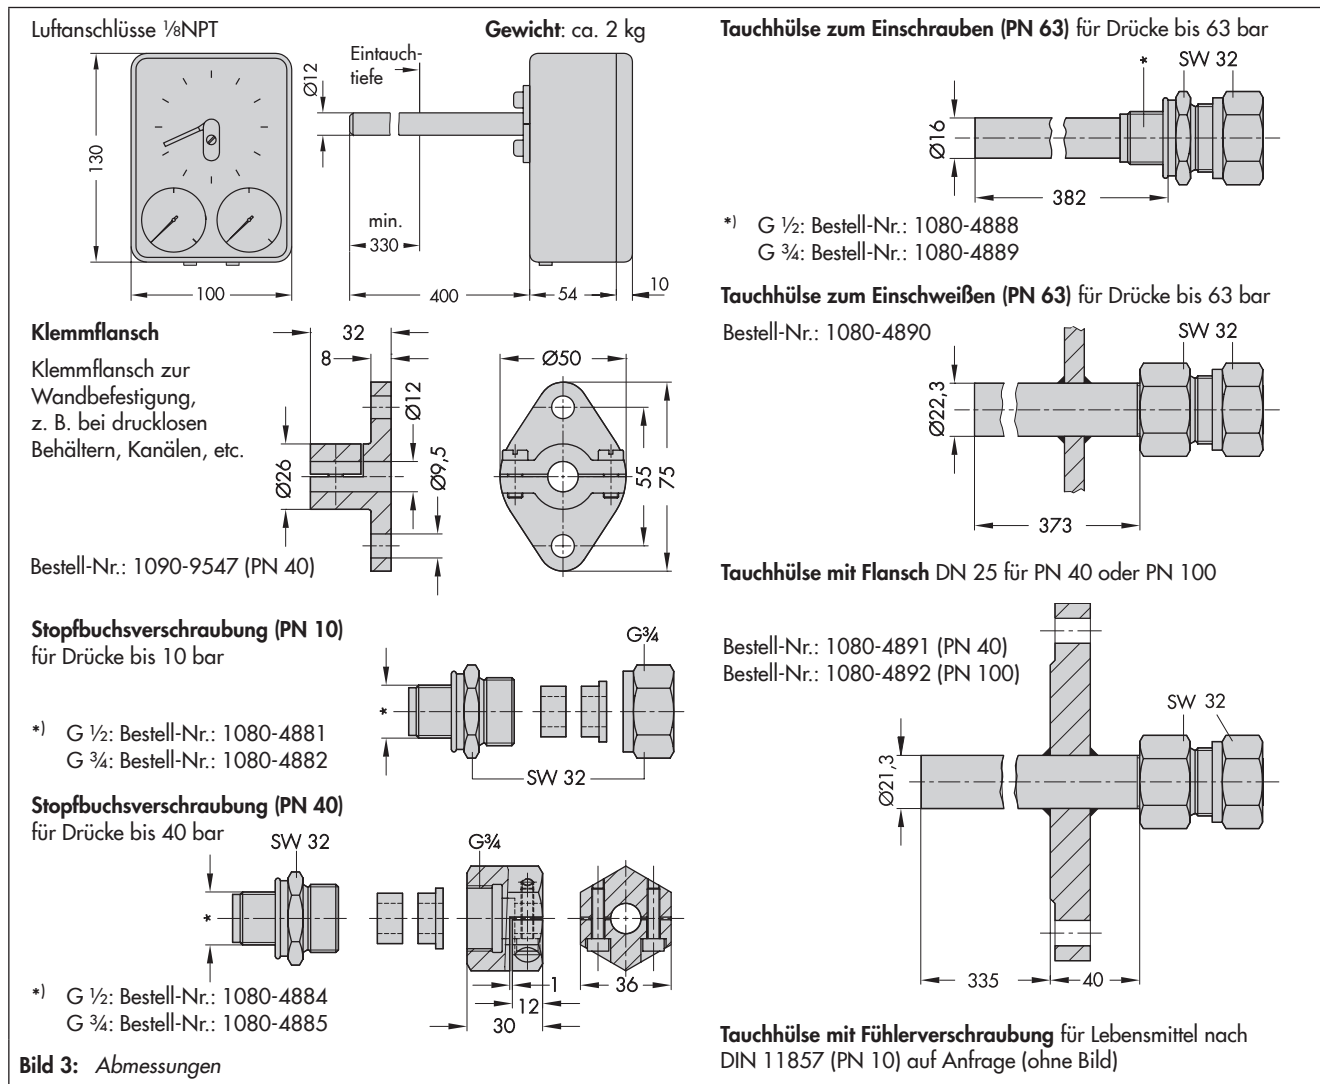 Luftanschlüsse ⅛NPT
Gewicht: ca. 2 kg
Eintauch-
tiefe
Ø12
130
min.
330
100
400
54
10
Klemmflansch
Klemmflansch zur
Wandbefestigung,
z. B. bei drucklosen
Behältern, Kanälen, etc.
32
8
Ø12
Ø26
Ø9,5
Ø50
55
75
Bestell-Nr.: 1090-9547 (PN 40)
Stopfbuchsverschraubung (PN 10)
für Drücke bis 10 bar
G¾
*
*) G ½: Bestell-Nr.: 1080-4881
G ¾: Bestell-Nr.: 1080-4882
SW 32
Stopfbuchsverschraubung (PN 40)
für Drücke bis 40 bar
SW 32
G¾
*
1
12
30
36
*) G ½: Bestell-Nr.: 1080-4884
G ¾: Bestell-Nr.: 1080-4885
Bild 3: Abmessungen
Tauchhülse zum Einschrauben (PN 63) für Drücke bis 63 bar
* SW 32
Ø16
382
*) G ½: Bestell-Nr.: 1080-4888
G ¾: Bestell-Nr.: 1080-4889
Tauchhülse zum Einschweißen (PN 63) für Drücke bis 63 bar
Bestell-Nr.: 1080-4890
SW 32
Ø22,3
373
Tauchhülse mit Flansch DN 25 für PN 40 oder PN 100
Bestell-Nr.: 1080-4891 (PN 40)
Bestell-Nr.: 1080-4892 (PN 100)
SW 32
Ø21,3
335
40
Tauchhülse mit Fühlerverschraubung für Lebensmittel nach
DIN 11857 (PN 10) auf Anfrage (ohne Bild)